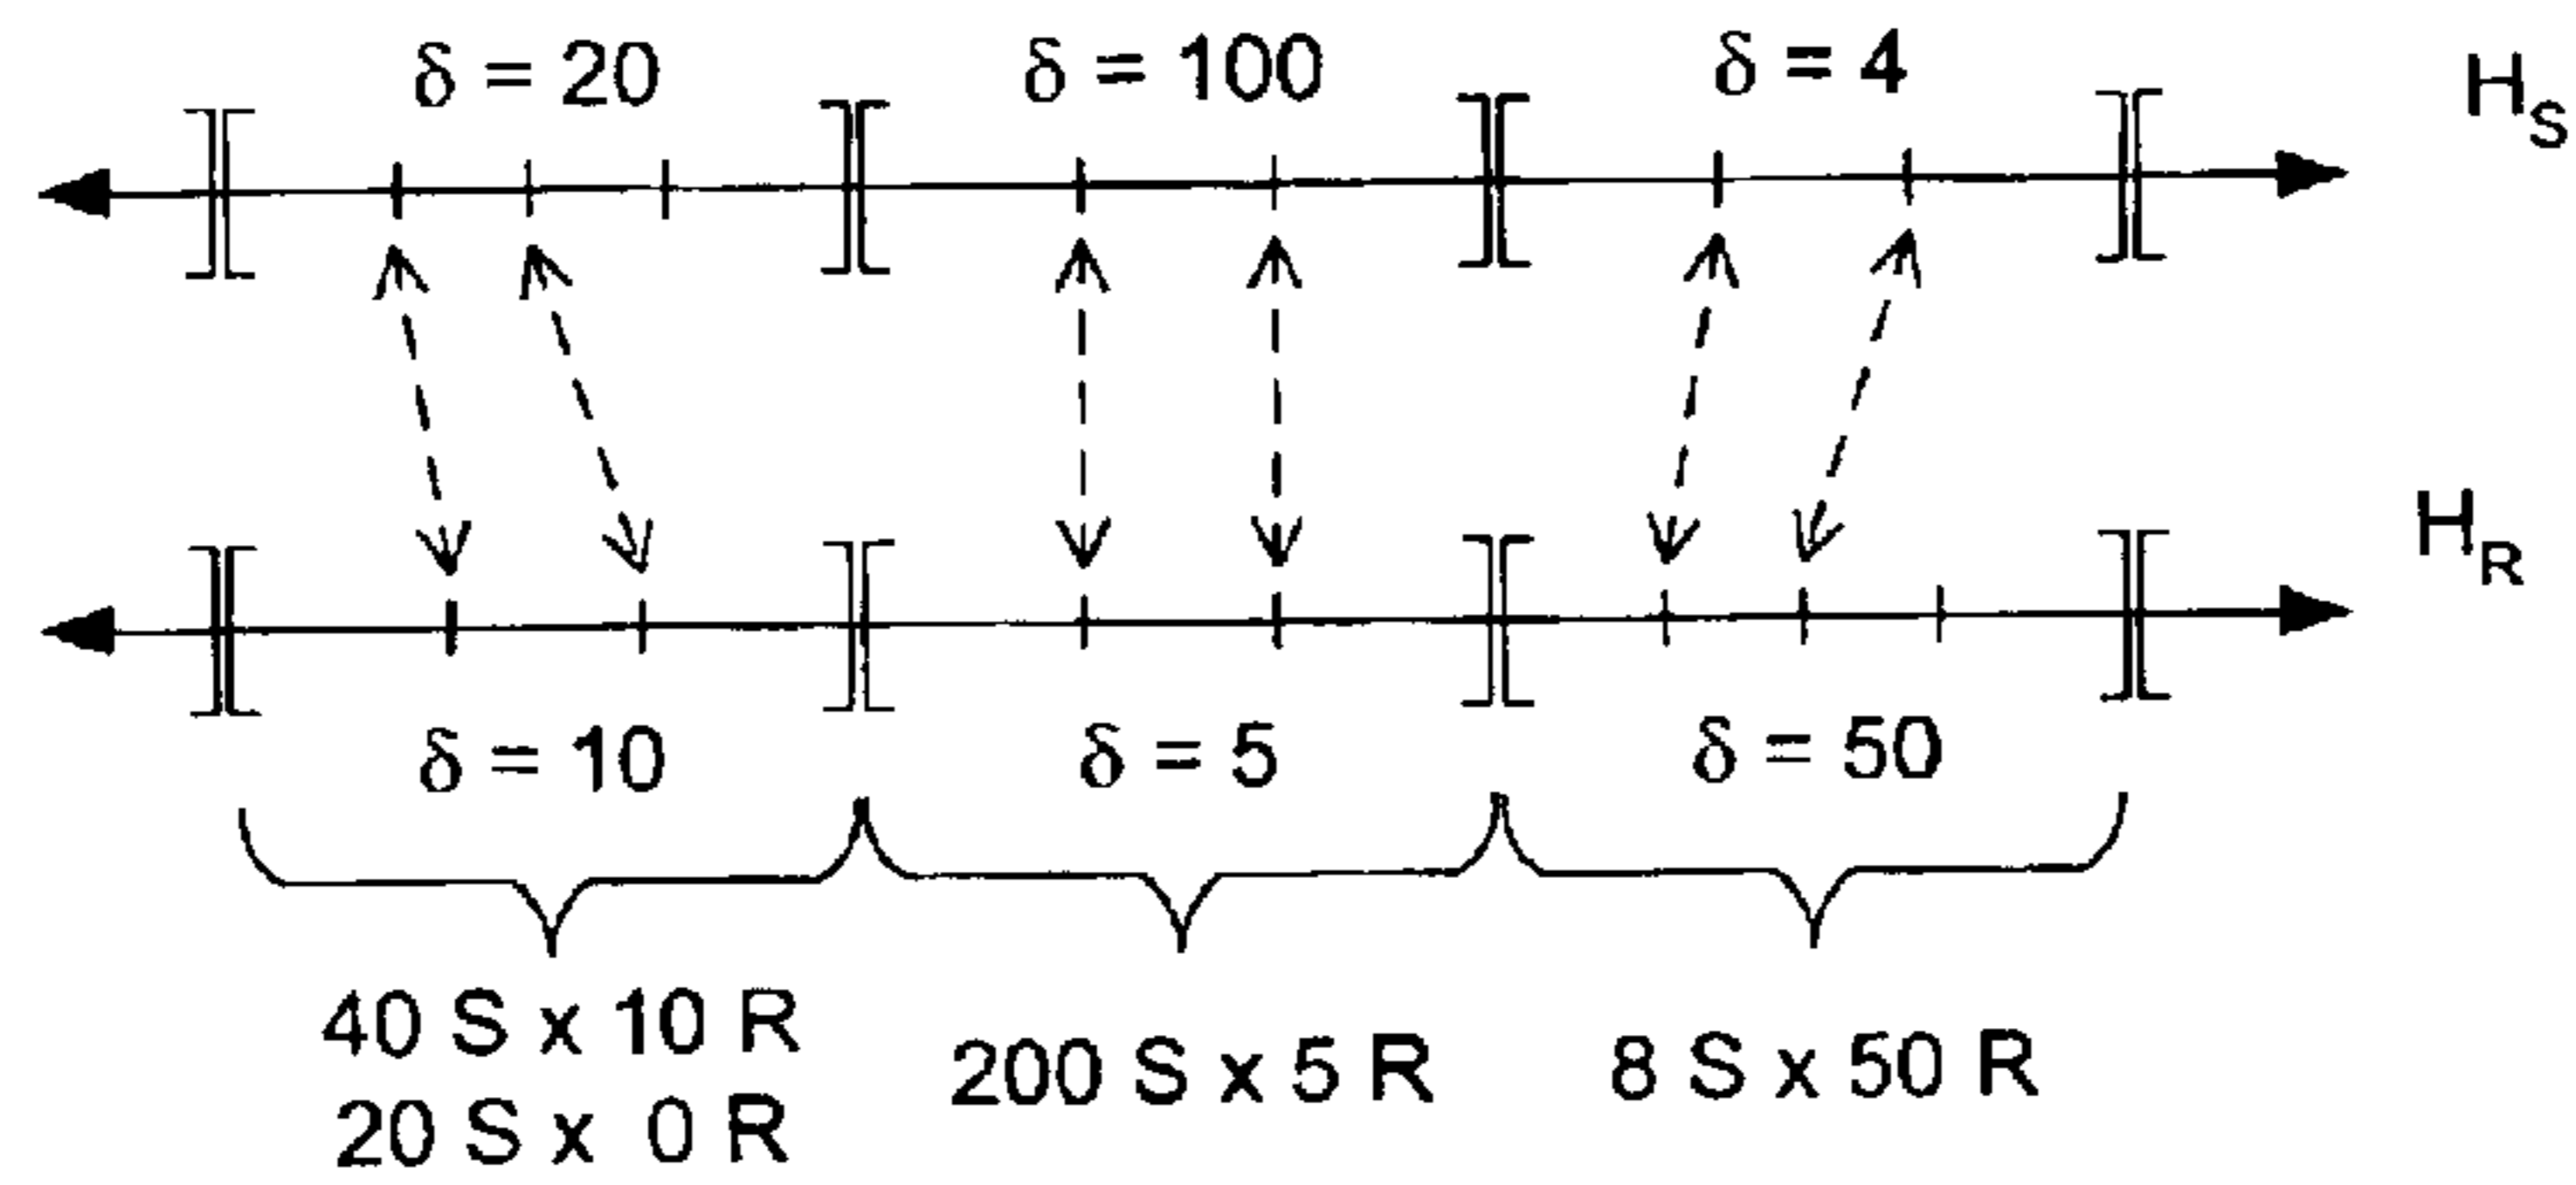 δ = 20 δ = 100 δ = 4 H_S
H_R
δ = 10 δ = 5 δ = 50
40 S x 10 R 200 S x 5 R 8 S x 50 R
20 S x 0 R